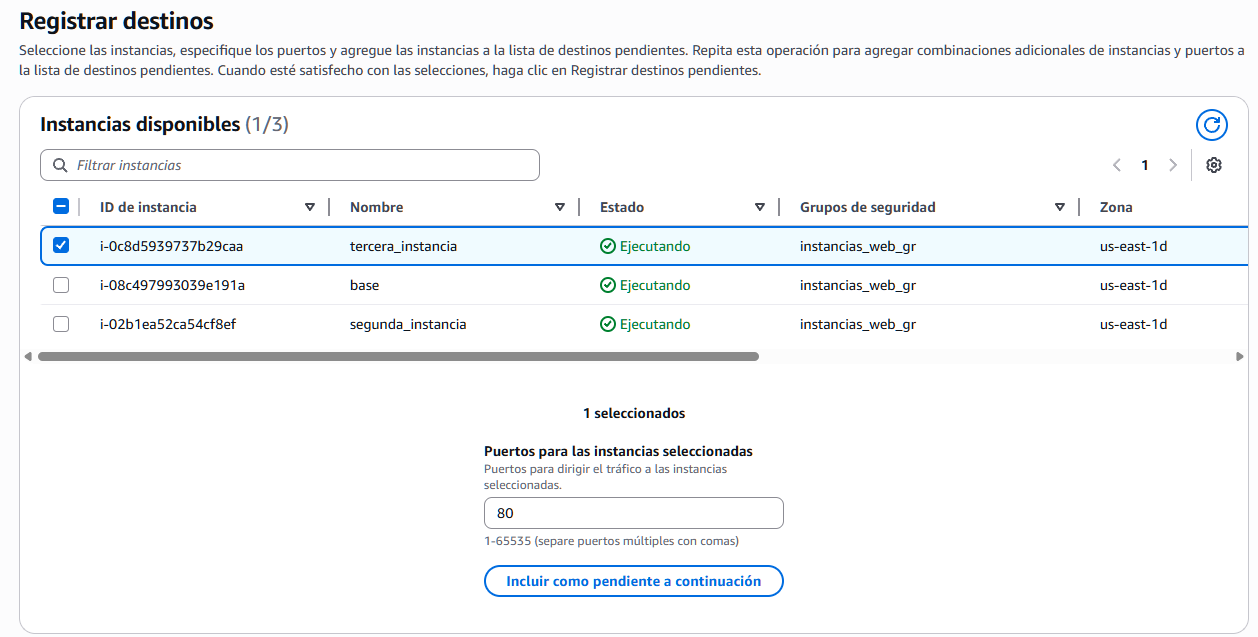 Registrar destinos
Seleccione las instancias, especifique los puertos y agregue las instancias a la lista de destinos pendientes. Repita esta operación para agregar combinaciones adicionales de instancias y puertos a
la lista de destinos pendientes. Cuando esté satisfecho con las selecciones, haga clic en Registrar destinos pendientes.
Instancias disponibles (1/3)
Filtrar instancias
1
ID de instancia Nombre Estado Grupos de seguridad Zona
i-0c8d5939737b29caa tercera_instancia Ejecutando instancias_web_gr us-east-1d
i-08c497993039e191a base Ejecutando instancias_web_gr us-east-1d
i-02b1ea52ca54cf8ef segunda_instancia Ejecutando instancias_web_gr us-east-1d
1 seleccionados
Puertos para las instancias seleccionadas
Puertos para dirigir el tráfico a las instancias
seleccionadas.
80
1-65535 (separe puertos múltiples con comas)
Incluir como pendiente a continuación